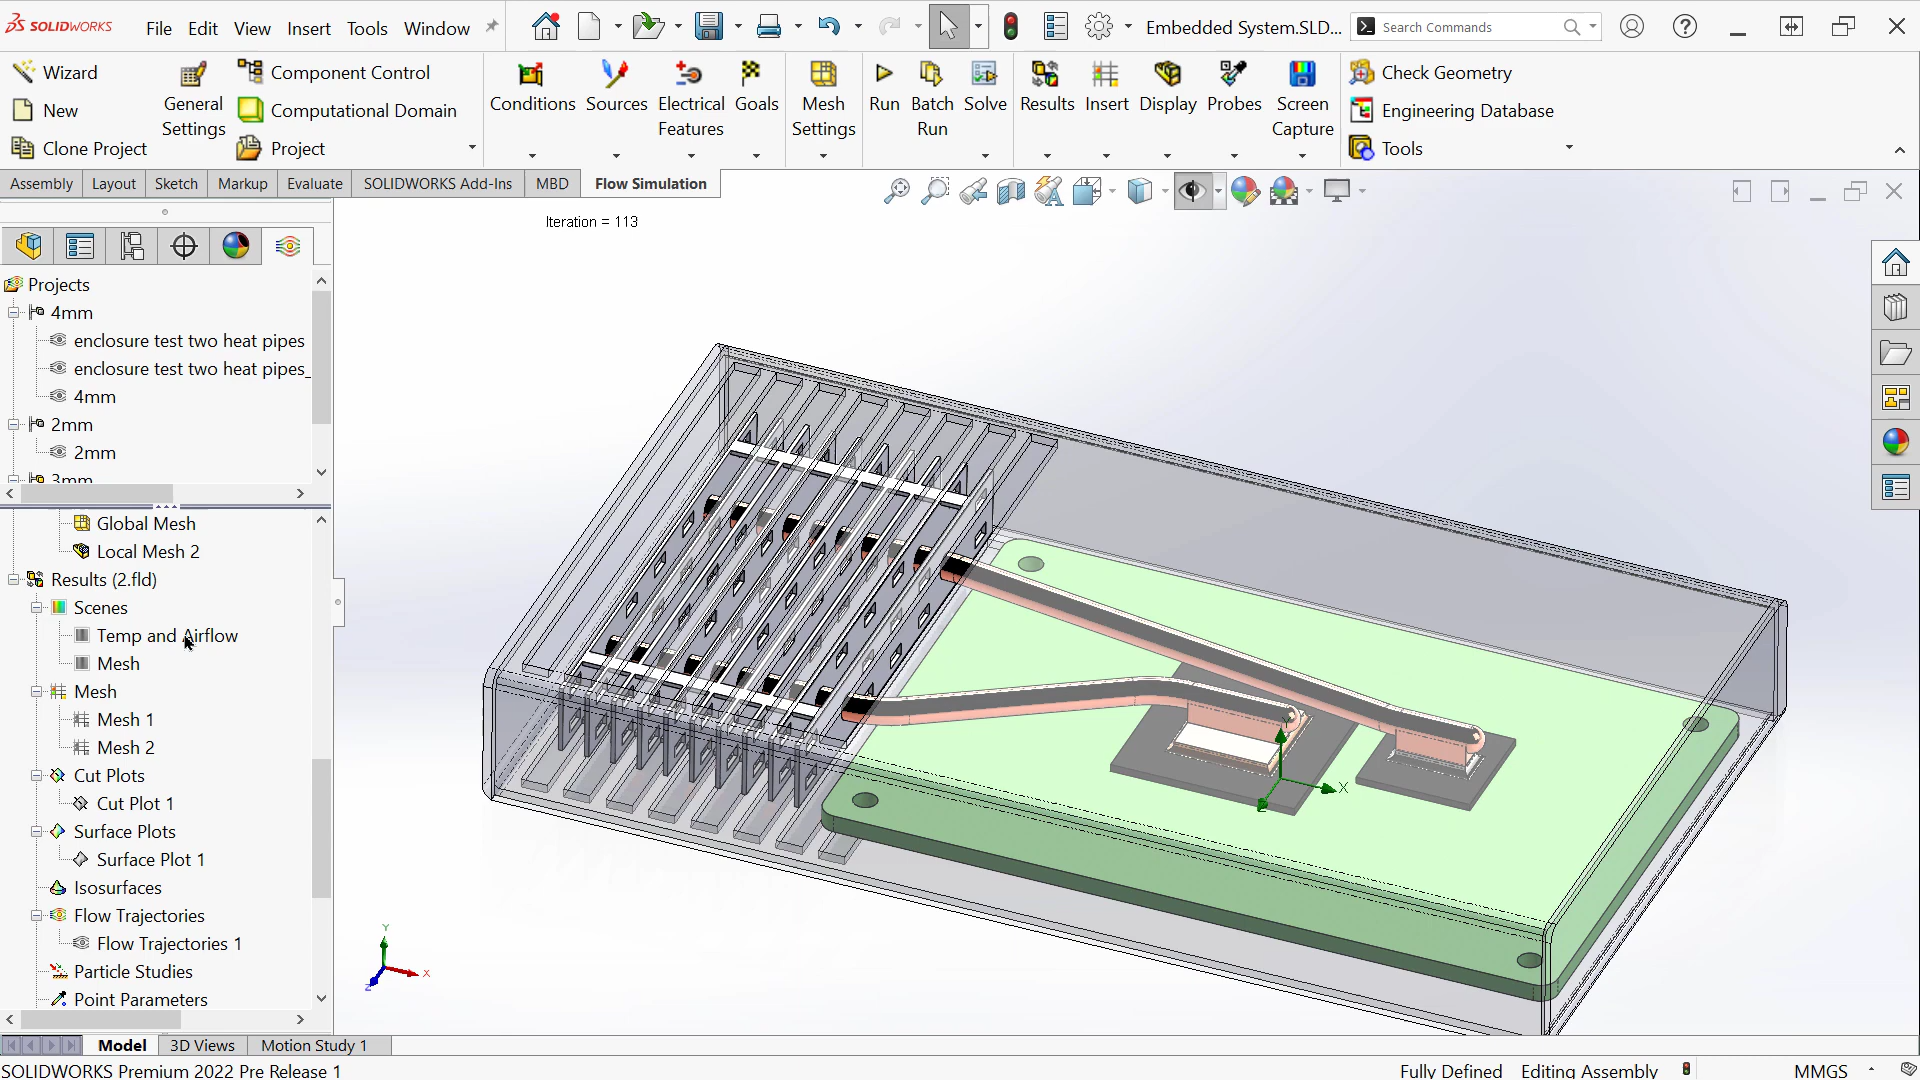 SOLIDWORKS File Edit View Insert Tools Window Embedded System.SLD... Search Commands
Wizard
New
Clone Project
General
Settings
Component Control
Computational Domain
Project
Conditions
Sources
Electrical
Features
Goals
Mesh
Settings
Run
Batch
Run
Solve
Results
Insert
Display
Probes
Screen
Capture
Check Geometry
Engineering Database
Tools
Assembly Layout Sketch Markup Evaluate SOLIDWORKS Add-Ins MBD Flow Simulation
Iteration = 113
Projects
4mm
enclosure test two heat pipes
enclosure test two heat pipes_
4mm
2mm
2mm
3mm
Global Mesh
Local Mesh 2
Results (2.fld)
Scenes
Temp and Airflow
Mesh
Mesh
Mesh 1
Mesh 2
Cut Plots
Cut Plot 1
Surface Plots
Surface Plot 1
Isosurfaces
Flow Trajectories
Flow Trajectories 1
Particle Studies
Point Parameters
X
Y
X
Z
Model 3D Views Motion Study 1
SOLIDWORKS Premium 2022 Pre Release 1 Fully Defined Editing Assembly MMGS